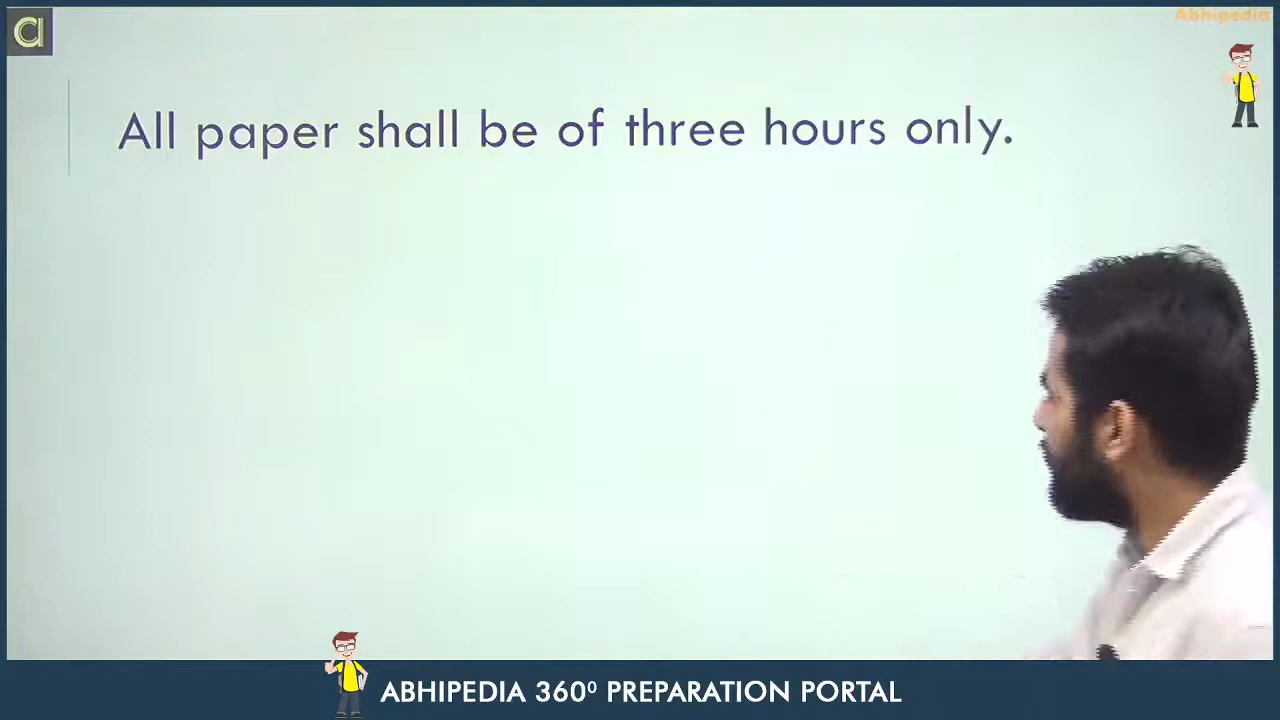 Abhipedia
All paper shall be of three hours only.
ABHIPEDIA 360⁰ PREPARATION PORTAL